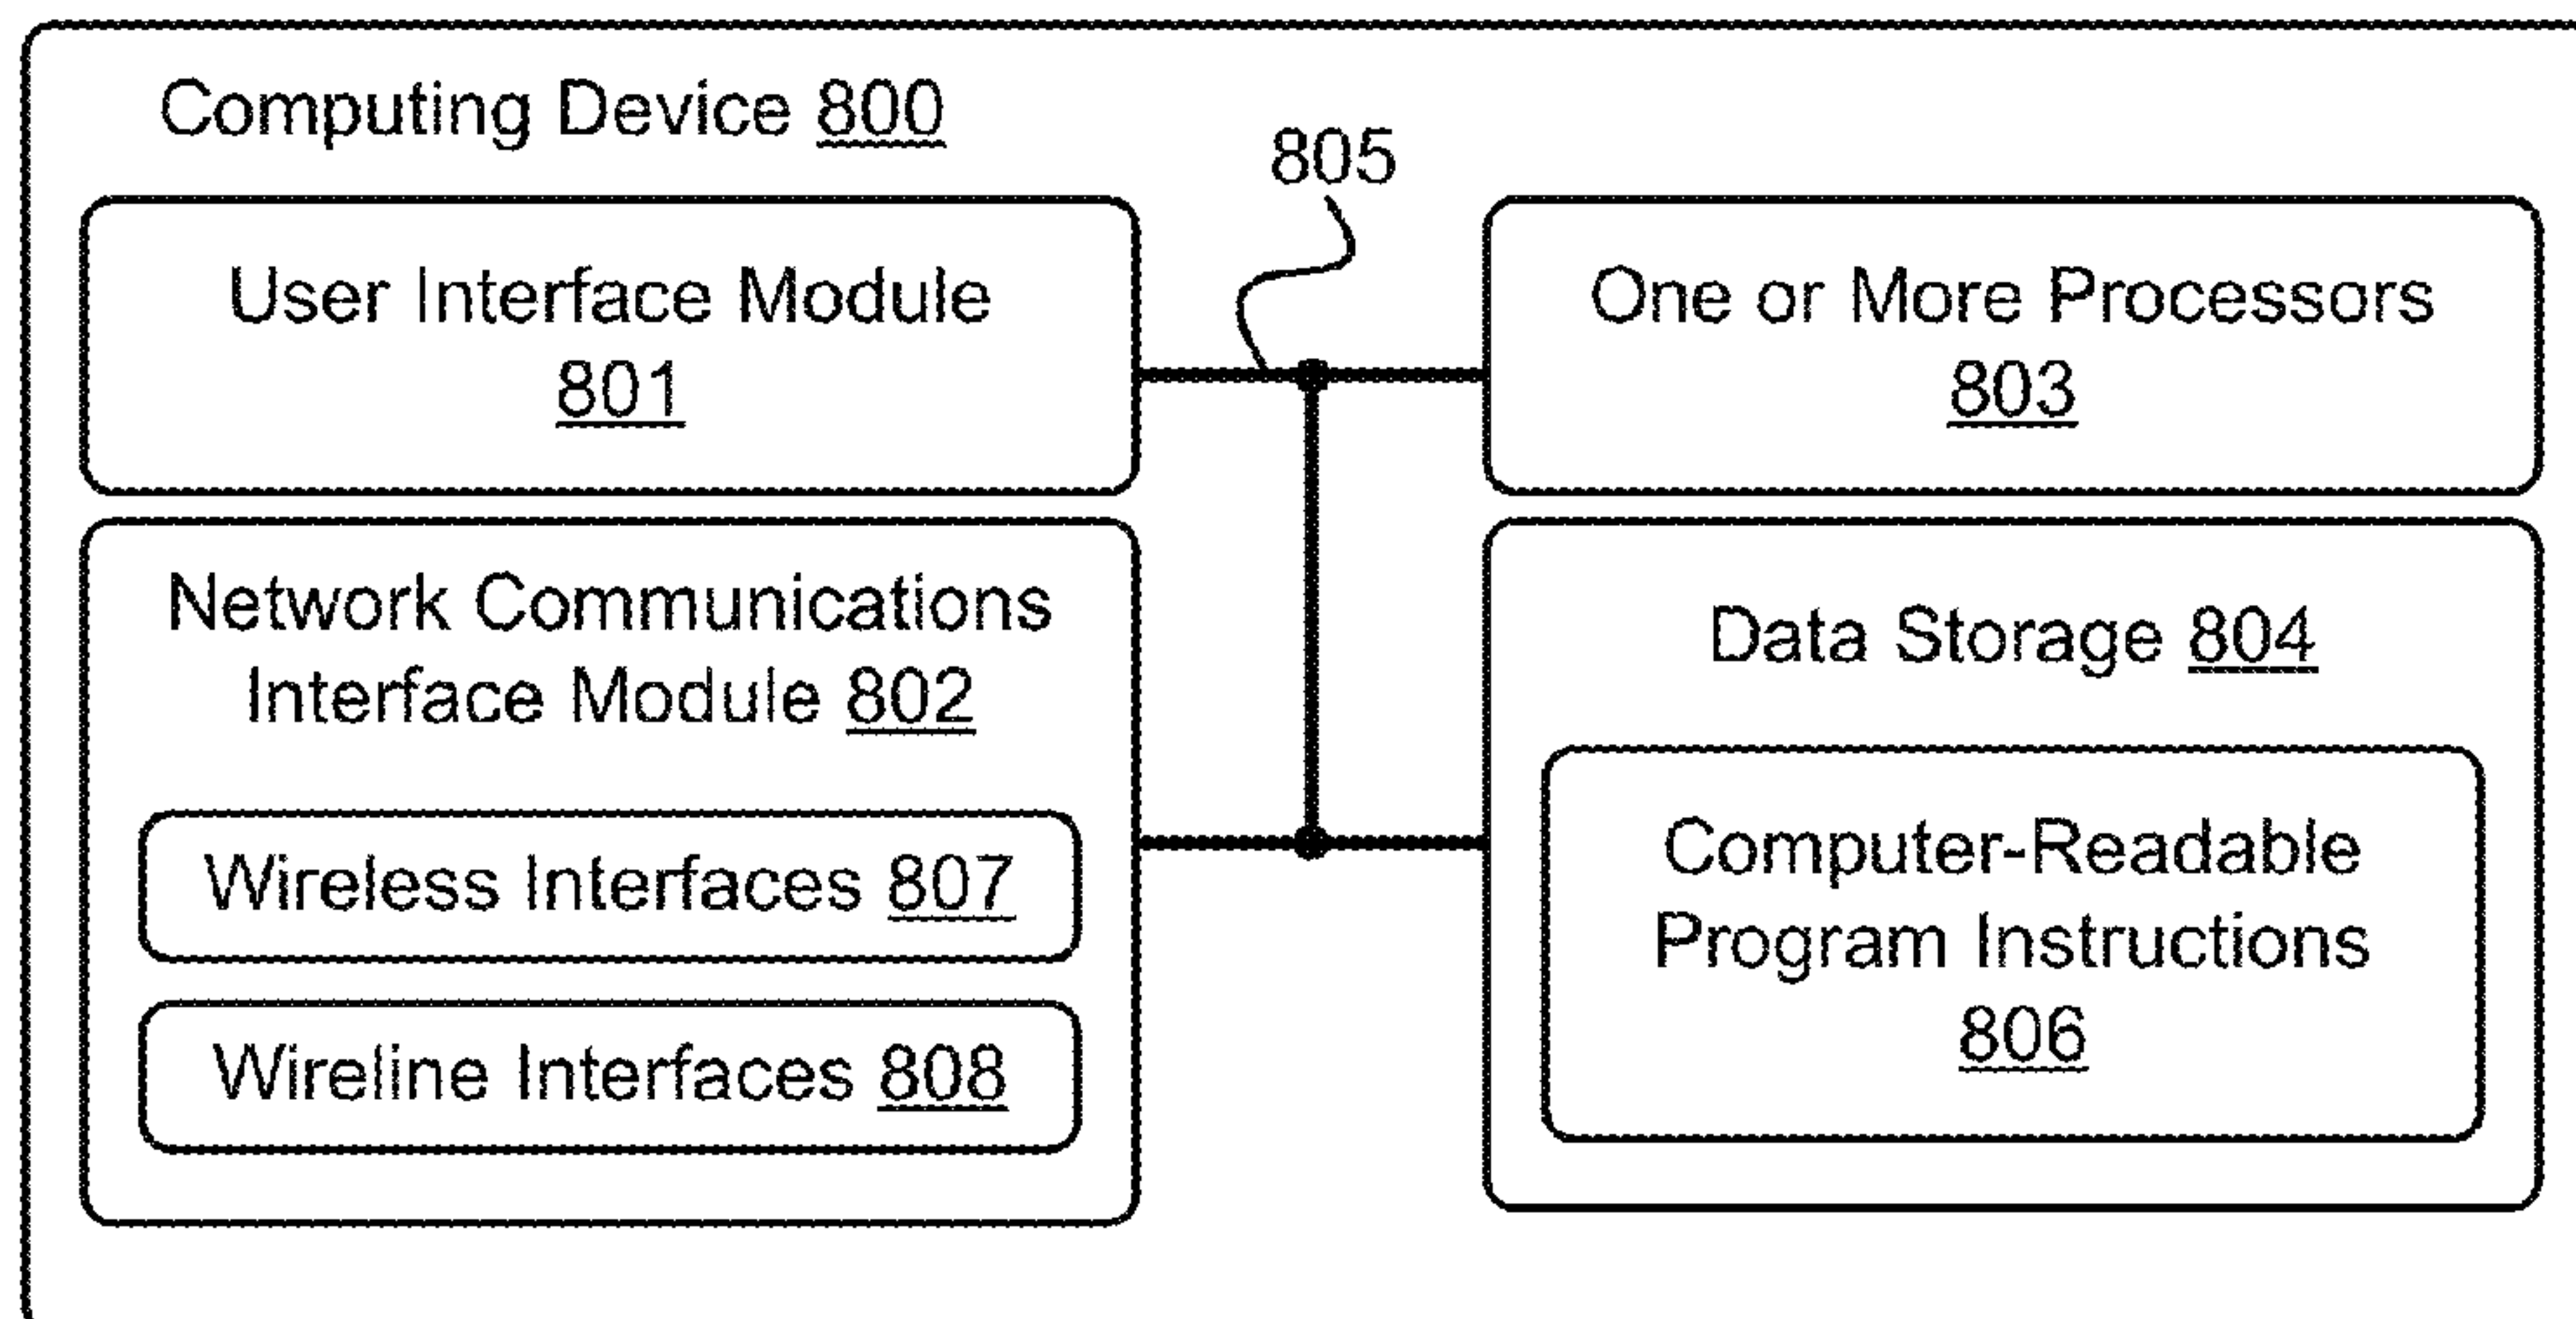 Computing Device 800
805
User Interface Module
801
One or More Processors
803
Network Communications
Interface Module 802
Wireless Interfaces 807
Wireline Interfaces 808
Data Storage 804
Computer-Readable
Program Instructions
806